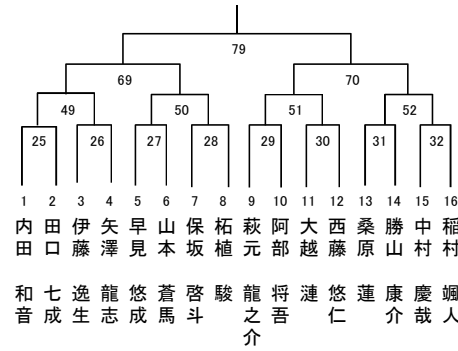 79
69 70
49 50 51 52
25 26 27 28 29 30 31 32
1 2 3 4 5 6 7 8 9 10 11 12 13 14 15 16
内田 和音
田口 七成
伊藤 逸生
矢澤 龍志
早見 悠成
山本 蒼馬
保坂 啓斗
柘植 駿
萩元 龍之介
阿部 将吾
大越 漣
西藤 悠仁
桑原 蓮
勝山 康介
中村 慶哉
稲村 颯人